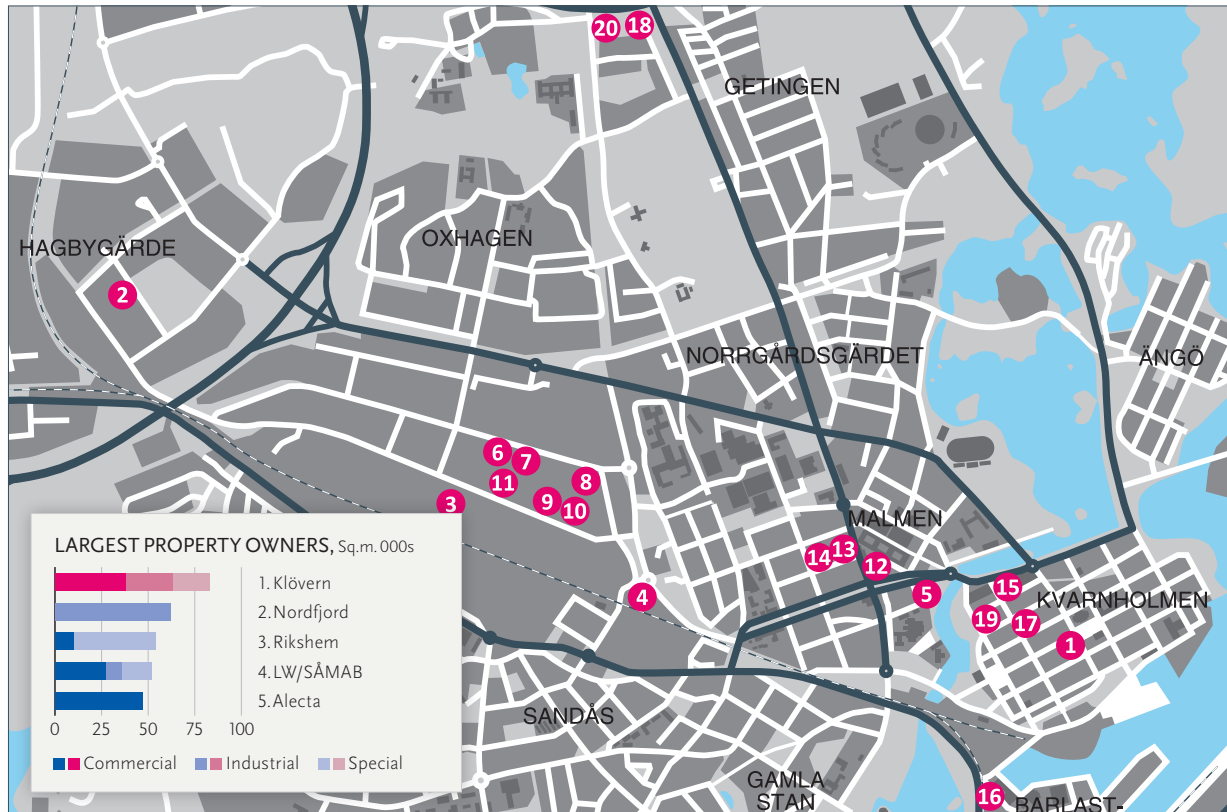 20
18
GETINGEN
HAGBYGÄRDE
OXHAGEN
2
NORRGÅRDSGÄRDET
ÄNGÖ
6
7
11
8
3
9
10
MALMEN
14
13
12
4
5
15
KVARNHOLMEN
19
17
1
SANDÅS
GAMLA
STAN
16
BARLAST-
LARGEST PROPERTY OWNERS, Sq.m. 000s
1. Klövern
2. Nordfjord
3. Rikshem
4. LW/SÅMAB
5. Alecta
0 25 50 75 100
Commercial Industrial Special